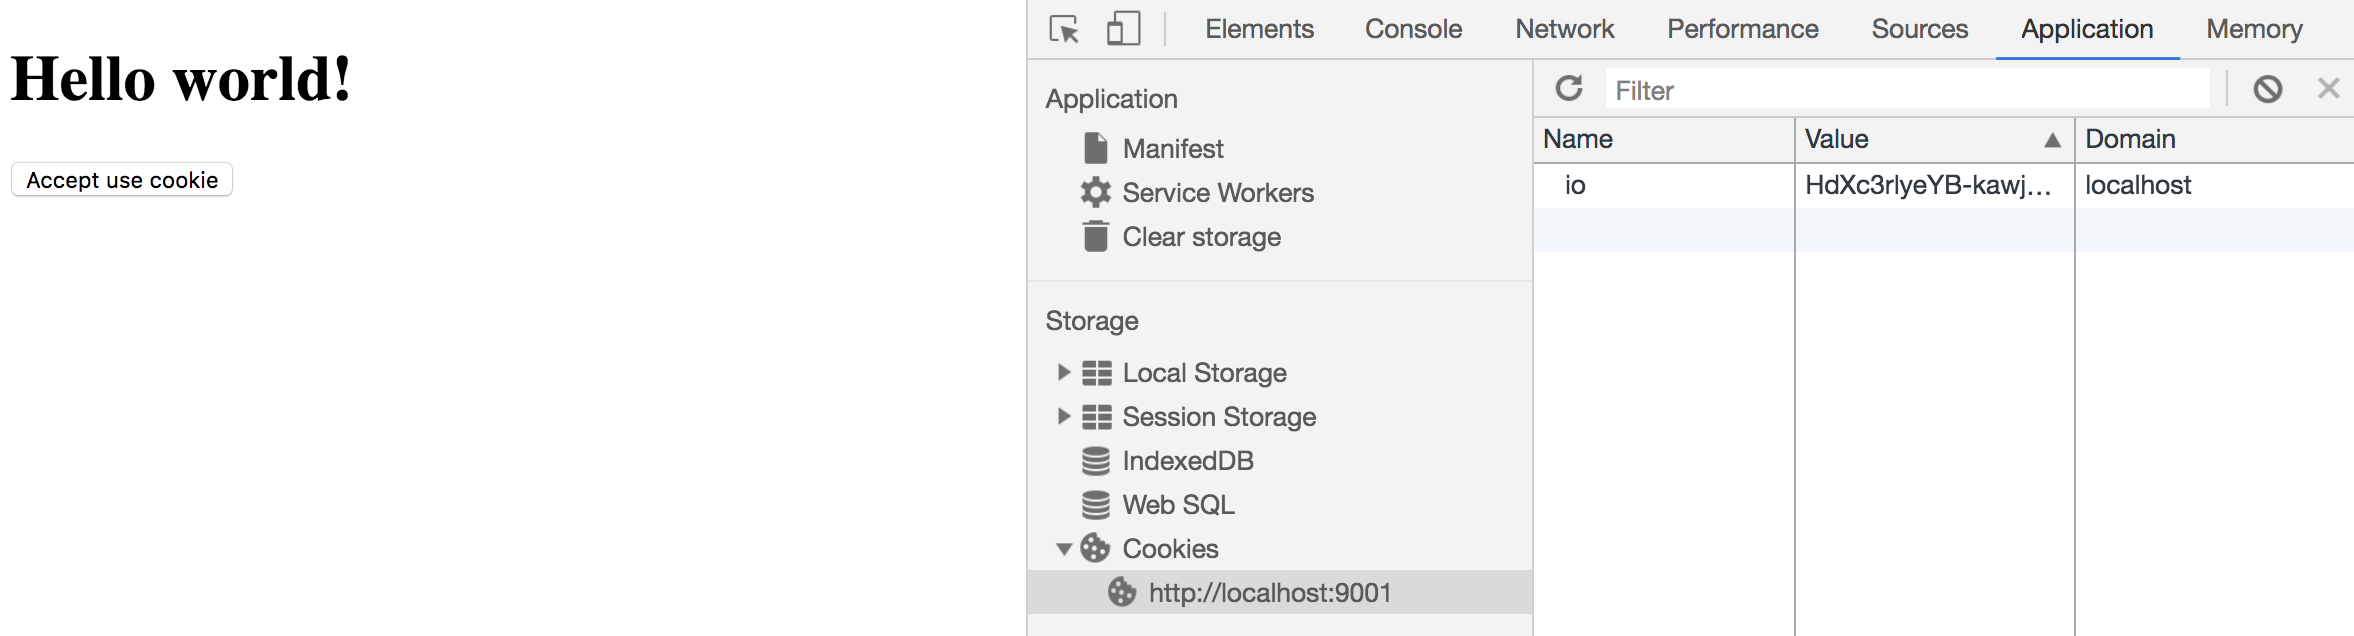 Hello world!
Accept use cookie
Elements Console Network Performance Sources Application Memory
Application
Manifest
Service Workers
Clear storage
Storage
Local Storage
Session Storage
IndexedDB
Web SQL
Cookies
http://localhost:9001
Filter
Name Value Domain
io HdXc3rlyeYB-kawj... localhost